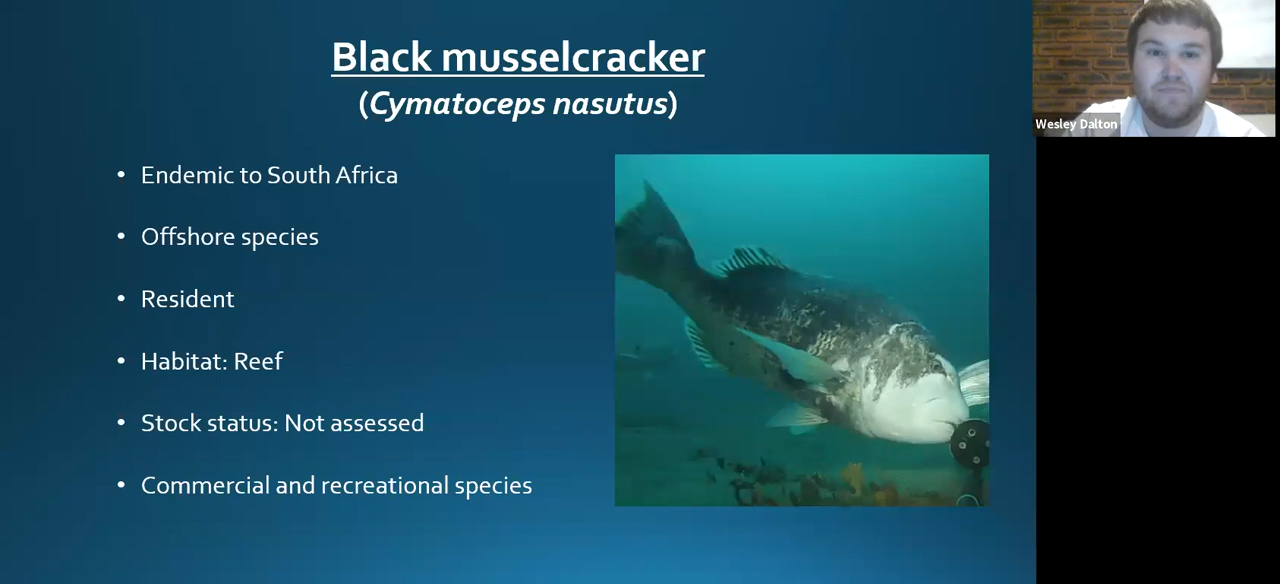 Black musselcracker
(Cymatoceps nasutus)
• Endemic to South Africa
• Offshore species
• Resident
• Habitat: Reef
• Stock status: Not assessed
• Commercial and recreational species
Wesley Dalton